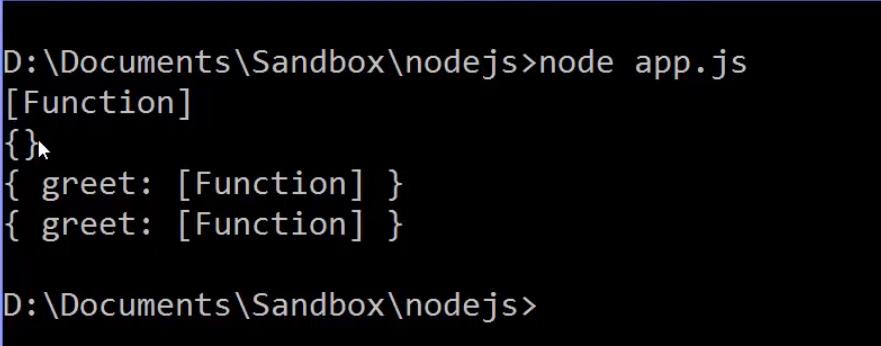 D:\Documents\Sandbox\nodejs>node app.js
[Function]
{}
{ greet: [Function] }
{ greet: [Function] }
D:\Documents\Sandbox\nodejs>